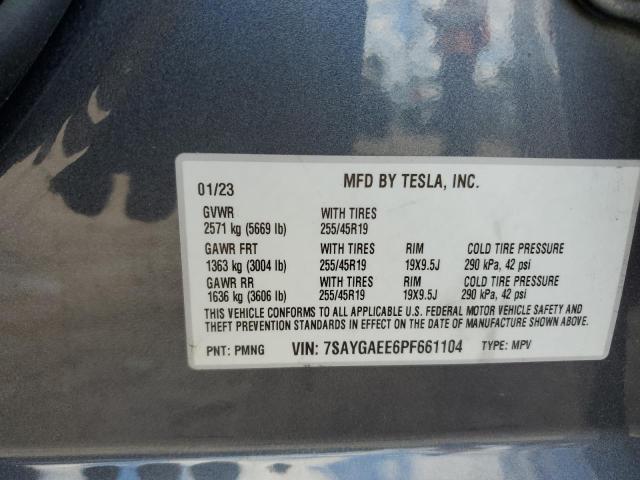 01/23 MFD BY TESLA, INC.
GVWR WITH TIRES
2571 kg (5669 lb) 255/45R19
GAWR FRT WITH TIRES RIM COLD TIRE PRESSURE
1363 kg (3004 lb) 255/45R19 19X9.5J 290 kPa, 42 psi
GAWR RR WITH TIRES RIM COLD TIRE PRESSURE
1636 kg (3606 lb) 255/45R19 19X9.5J 290 kPa, 42 psi
THIS VEHICLE CONFORMS TO ALL APPLICABLE U.S. FEDERAL MOTOR VEHICLE SAFETY AND
THEFT PREVENTION STANDARDS IN EFFECT ON THE DATE OF MANUFACTURE SHOWN ABOVE.
PNT: PMNG VIN: 7SAYGAEE6PF661104 TYPE: MPV